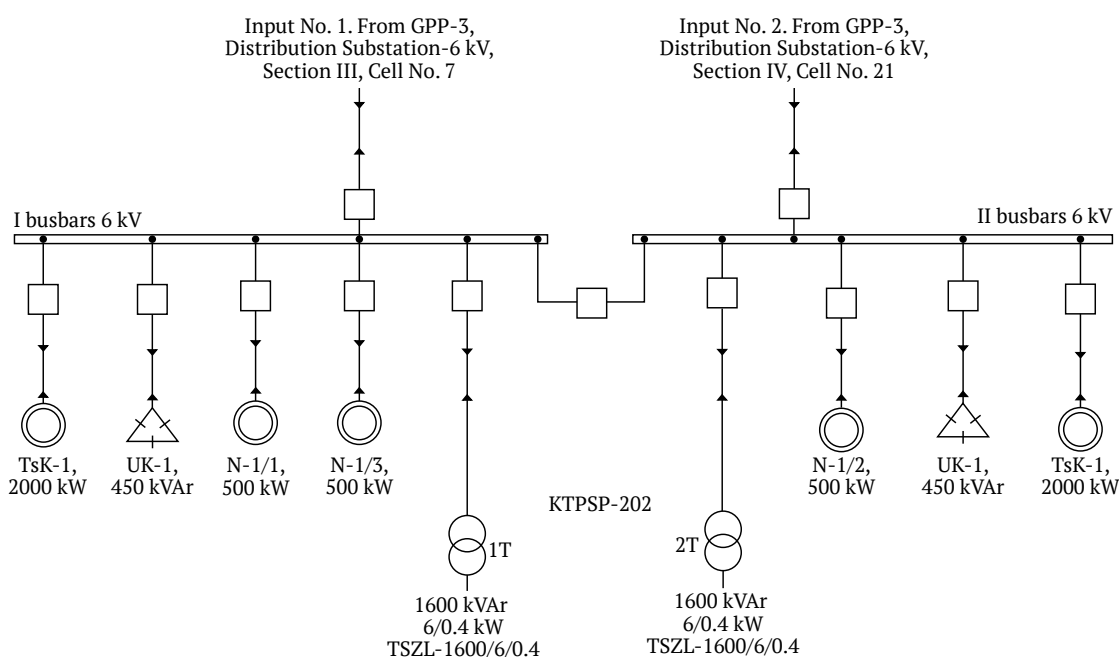 Input No. 1. From GPP-3,
Distribution Substation-6 kV,
Section III, Cell No. 7
Input No. 2. From GPP-3,
Distribution Substation-6 kV,
Section IV, Cell No. 21
I busbars 6 kV
II busbars 6 kV
TsK-1,
2000 kW
UK-1,
450 kVAr
N-1/1,
500 kW
N-1/3,
500 kW
N-1/2,
500 kW
UK-1,
450 kVAr
TsK-1,
2000 kW
KTPSP-202
1T
2T
1600 kVAr
6/0.4 kW
TSZL-1600/6/0.4
1600 kVAr
6/0.4 kW
TSZL-1600/6/0.4